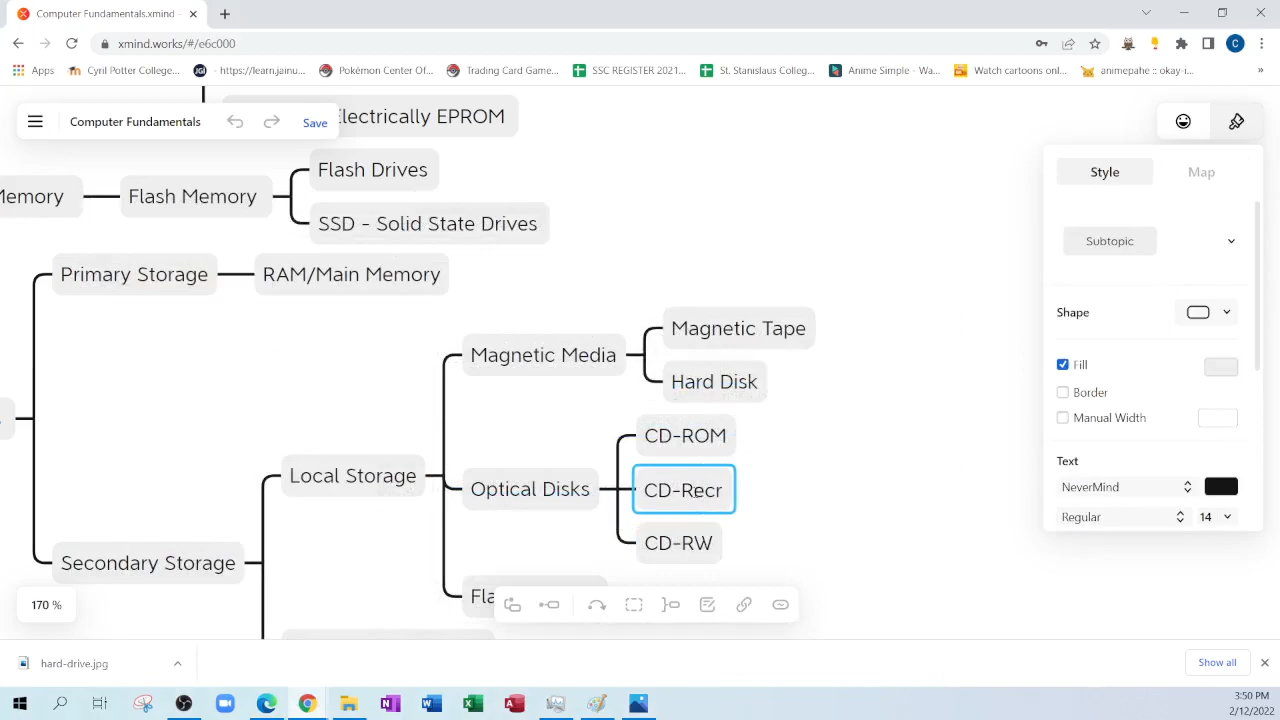 Computer Fundamentals.xmind -
xmind.works/#/e6c000
Apps
Cyril Potter College...
JGI
- https://learn.jainu...
Pokémon Center Of...
Trading Card Game...
SSC REGISTER 2021...
St. Stanislaus Colleg...
Anime Simple - Wa...
Watch cartoons onl...
animepahe :: okay-i...
»
Computer Fundamentals
Save
Electrically EPROM
Style
Map
Flash Drives
Memory
Flash Memory
SSD - Solid State Drives
Subtopic
Primary Storage
RAM/Main Memory
Shape
Magnetic Tape
Magnetic Media
Fill
Hard Disk
Border
Manual Width
CD-ROM
Text
Local Storage
Optical Disks
CD-Recr
NeverMind
Regular
14
CD-RW
Secondary Storage
Fla
170 %
hard-drive.jpg
Show all
3:50 PM
2/12/2022